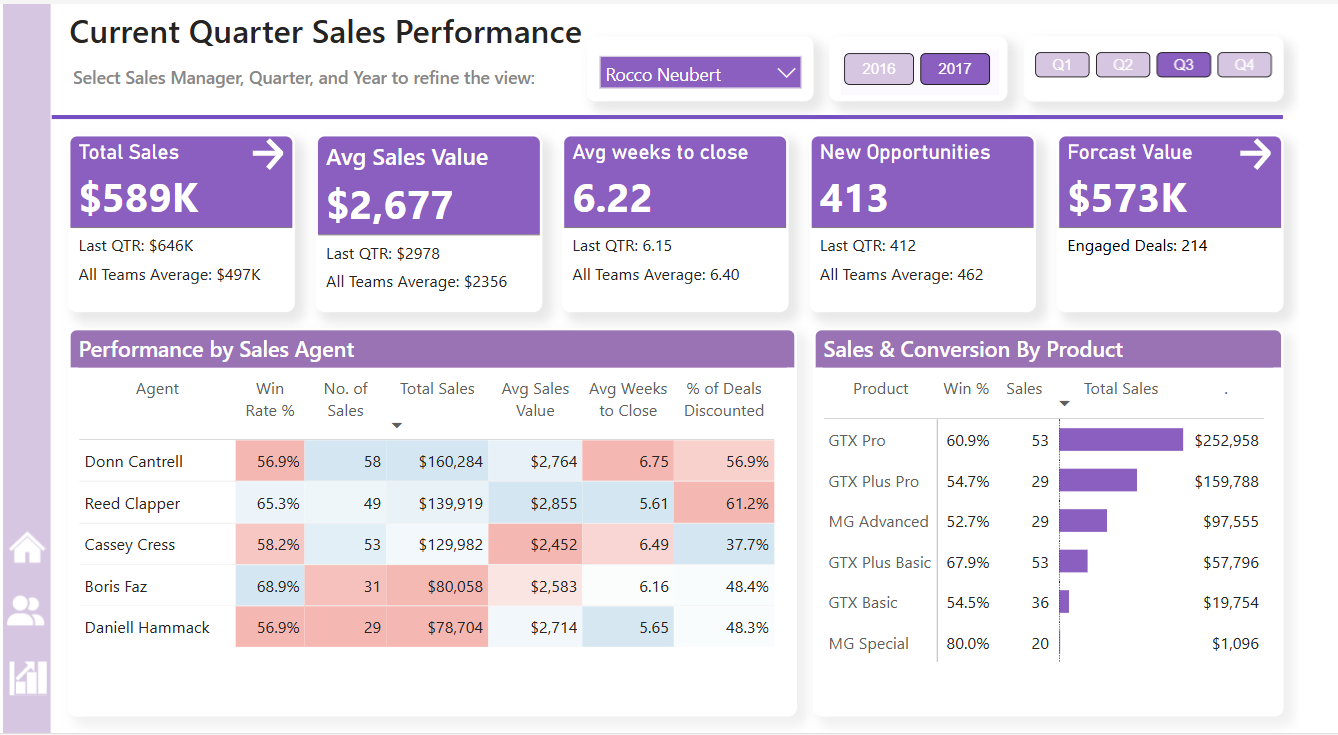 Current Quarter Sales Performance
Select Sales Manager, Quarter, and Year to refine the view:
Rocco Neubert
2016 2017
Q1 Q2 Q3 Q4
Total Sales
$589K
Last QTR: $646K
All Teams Average: $497K
Avg Sales Value
$2,677
Last QTR: $2978
All Teams Average: $2356
Avg weeks to close
6.22
Last QTR: 6.15
All Teams Average: 6.40
New Opportunities
413
Last QTR: 412
All Teams Average: 462
Forcast Value
$573K
Engaged Deals: 214
Performance by Sales Agent
Agent Win Rate % No. of Sales Total Sales Avg Sales Value Avg Weeks to Close % of Deals Discounted
Donn Cantrell 56.9% 58 $160,284 $2,764 6.75 56.9%
Reed Clapper 65.3% 49 $139,919 $2,855 5.61 61.2%
Cassey Cress 58.2% 53 $129,982 $2,452 6.49 37.7%
Boris Faz 68.9% 31 $80,058 $2,583 6.16 48.4%
Daniell Hammack 56.9% 29 $78,704 $2,714 5.65 48.3%
Sales & Conversion By Product
Product Win % Sales Total Sales .
GTX Pro 60.9% 53 $252,958
GTX Plus Pro 54.7% 29 $159,788
MG Advanced 52.7% 29 $97,555
GTX Plus Basic 67.9% 53 $57,796
GTX Basic 54.5% 36 $19,754
MG Special 80.0% 20 $1,096